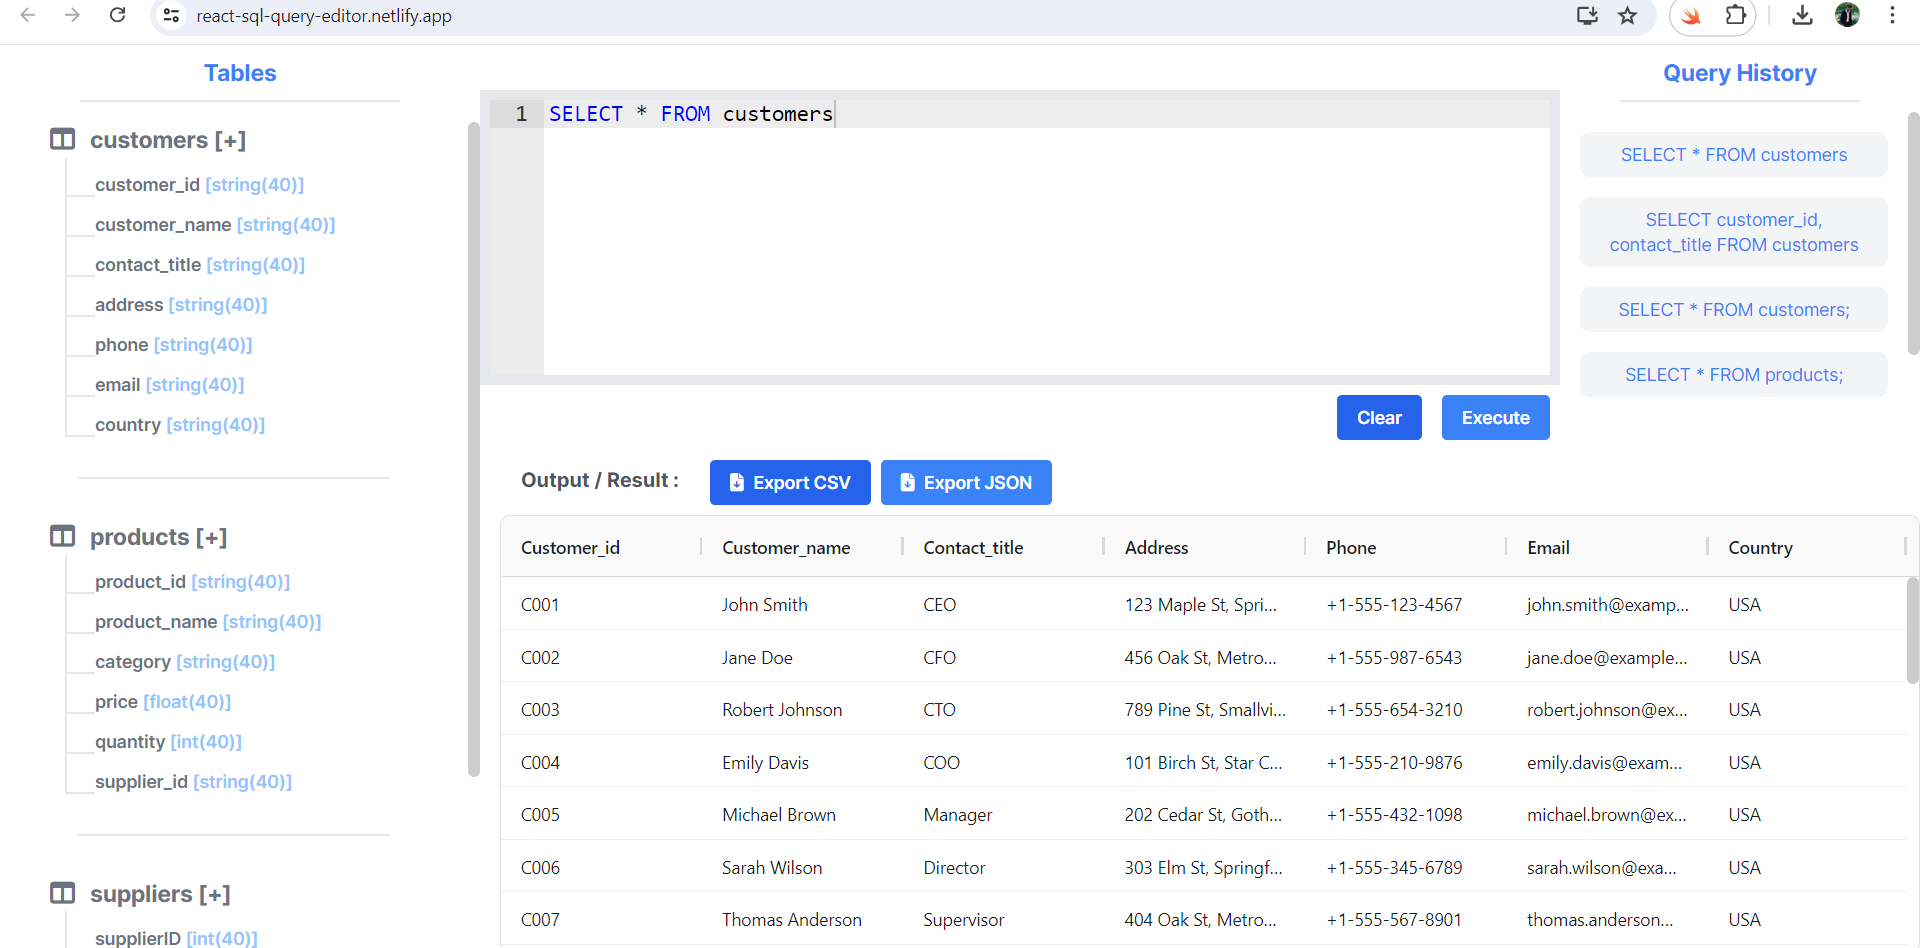 react-sql-query-editor.netlify.app
Tables
customers [+]
customer_id [string(40)]
customer_name [string(40)]
contact_title [string(40)]
address [string(40)]
phone [string(40)]
email [string(40)]
country [string(40)]
products [+]
product_id [string(40)]
product_name [string(40)]
category [string(40)]
price [float(40)]
quantity [int(40)]
supplier_id [string(40)]
suppliers [+]
supplierID [int(40)]
1 SELECT * FROM customers
Clear Execute
Output / Result : Export CSV Export JSON
Customer_id Customer_name Contact_title Address Phone Email Country
C001 John Smith CEO 123 Maple St, Spri... +1-555-123-4567 john.smith@examp... USA
C002 Jane Doe CFO 456 Oak St, Metro... +1-555-987-6543 jane.doe@example... USA
C003 Robert Johnson CTO 789 Pine St, Smallvi... +1-555-654-3210 robert.johnson@ex... USA
C004 Emily Davis COO 101 Birch St, Star C... +1-555-210-9876 emily.davis@exam... USA
C005 Michael Brown Manager 202 Cedar St, Goth... +1-555-432-1098 michael.brown@ex... USA
C006 Sarah Wilson Director 303 Elm St, Springf... +1-555-345-6789 sarah.wilson@exa... USA
C007 Thomas Anderson Supervisor 404 Oak St, Metro... +1-555-567-8901 thomas.anderson... USA
Query History
SELECT * FROM customers
SELECT customer_id,
contact_title FROM customers
SELECT * FROM customers;
SELECT * FROM products;